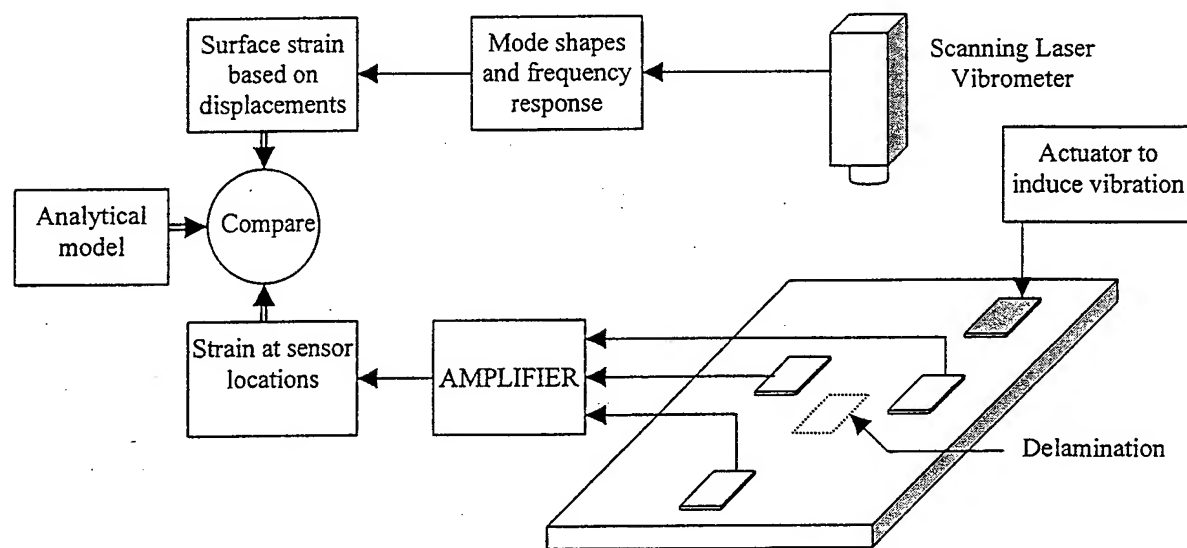 Surface strain
based on
displacements
Mode shapes
and frequency
response
Scanning Laser
Vibrometer
Actuator to
induce vibration
Analytical
model
Compare
Strain at sensor
locations
AMPLIFIER
Delamination